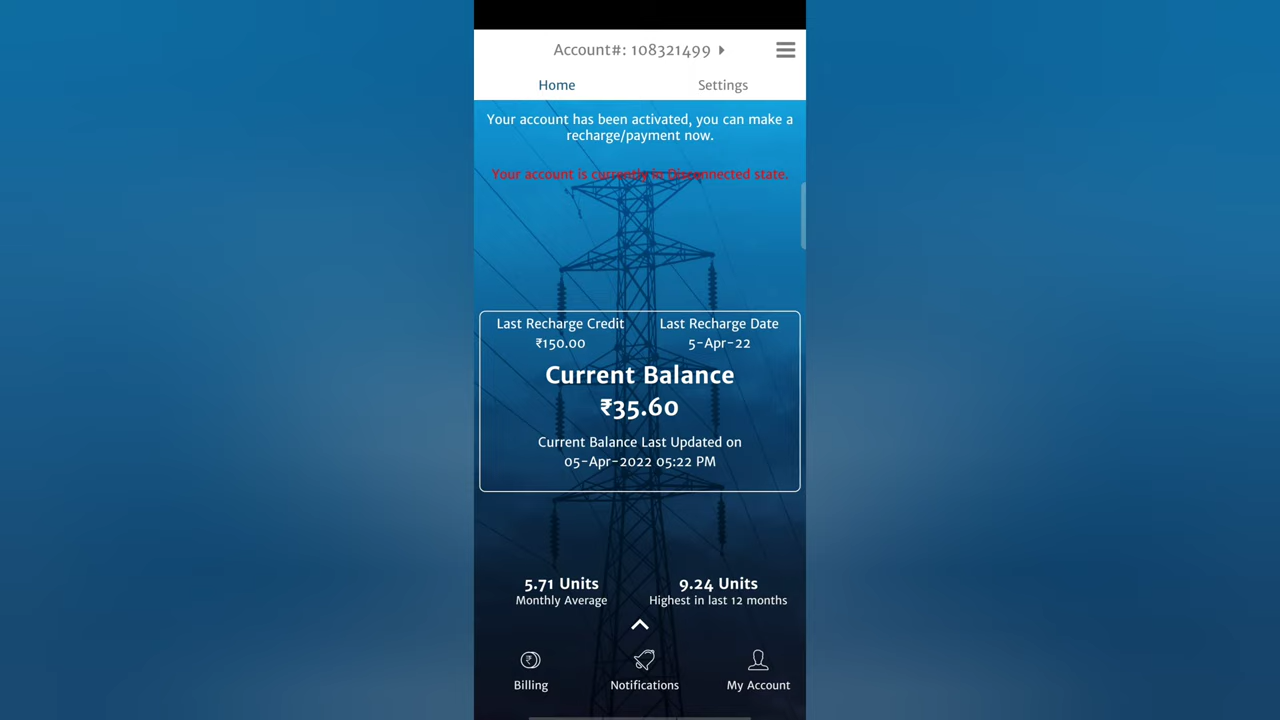 Account#: 108321499
Home Settings
Your account has been activated, you can make a
recharge/payment now.
Your account is currently in Disconnected state.
Last Recharge Credit Last Recharge Date
₹150.00 5-Apr-22
Current Balance
₹35.60
Current Balance Last Updated on
05-Apr-2022 05:22 PM
5.71 Units 9.24 Units
Monthly Average Highest in last 12 months
Billing Notifications My Account